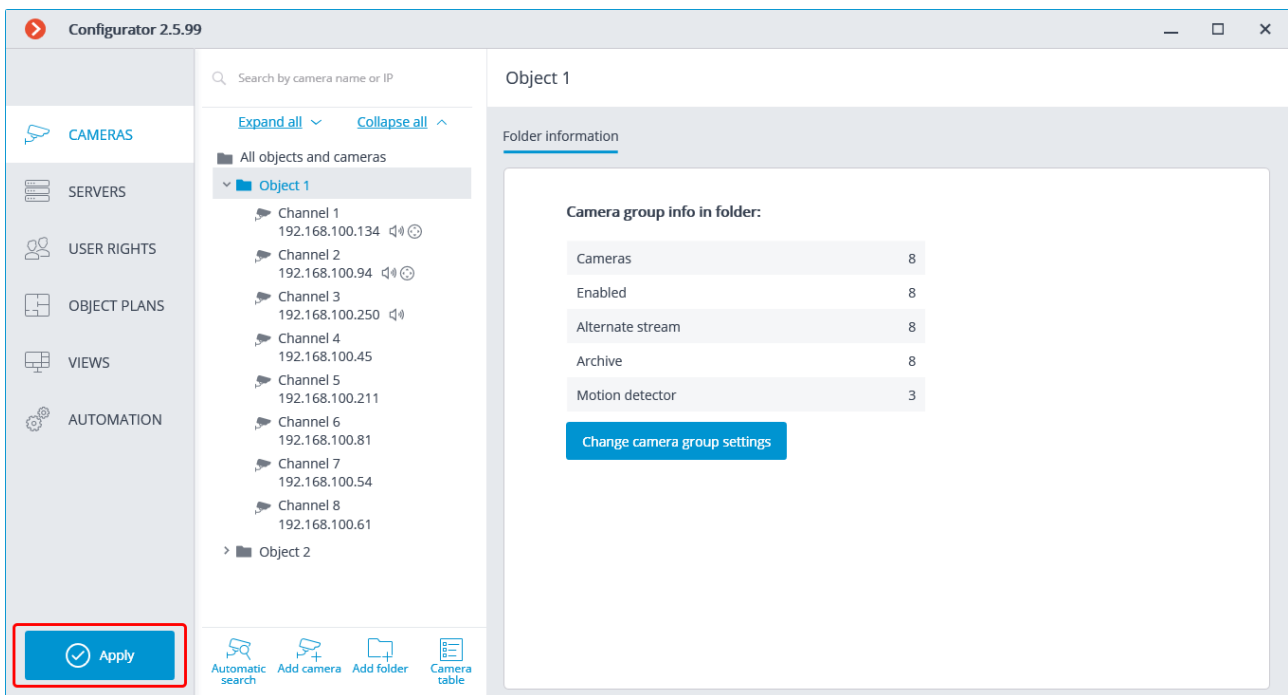 Configurator 2.5.99
CAMERAS
SERVERS
USER RIGHTS
OBJECT PLANS
VIEWS
AUTOMATION
Apply
Search by camera name or IP
Expand all
Collapse all
All objects and cameras
Object 1
Channel 1
192.168.100.134
Channel 2
192.168.100.94
Channel 3
192.168.100.250
Channel 4
192.168.100.45
Channel 5
192.168.100.211
Channel 6
192.168.100.81
Channel 7
192.168.100.54
Channel 8
192.168.100.61
Object 2
Automatic
search
Add camera
Add folder
Camera
table
Object 1
Folder information
Camera group info in folder:
Cameras 8
Enabled 8
Alternate stream 8
Archive 8
Motion detector 3
Change camera group settings